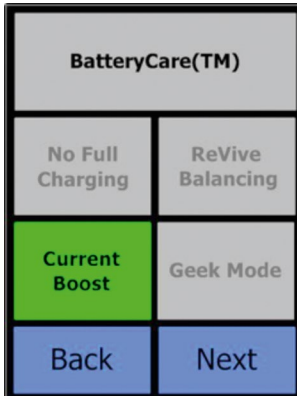 BatteryCare(TM)
No Full
Charging
ReVive
Balancing
Current
Boost
Geek Mode
Back
Next